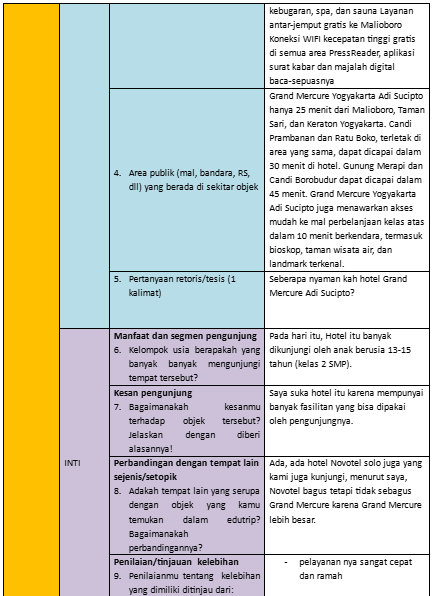 kebugaran, spa, dan sauna Layanan
antar-jemput gratis ke Malioboro
Koneksi WIFI kecepatan tinggi gratis
di semua area PressReader, aplikasi
surat kabar dan majalah digital
baca-sepuasnya
4. Area publik (mal, bandara, RS,
dll) yang berada di sekitar objek
Grand Mercure Yogyakarta Adi Sucipto
hanya 25 menit dari Malioboro, Taman
Sari, dan Keraton Yogyakarta. Candi
Prambanan dan Ratu Boko, terletak di
area yang sama, dapat dicapai dalam
30 menit di hotel. Gunung Merapi dan
Candi Borobudur dapat dicapai dalam
45 menit. Grand Mercure Yogyakarta
Adi Sucipto juga menawarkan akses
mudah ke mal perbelanjaan kelas atas
dalam 10 menit berkendara, termasuk
bioskop, taman wisata air, dan
landmark terkenal.
5. Pertanyaan retoris/tesis (1
kalimat)
Seberapa nyaman kah hotel Grand
Mercure Adi Sucipto?
INTI
Manfaat dan segmen pengunjung
6. Kelompok usia berapakah yang
banyak banyak mengunjungi
tempat tersebut?
Pada hari itu, Hotel itu banyak
dikunjungi oleh anak berusia 13-15
tahun (kelas 2 SMP).
Kesan pengunjung
7. Bagaimanakah kesanmu
terhadap objek tersebut?
Jelaskan dengan diberi
alasannya!
Saya suka hotel itu karena mempunyai
banyak fasilitan yang bisa dipakai
oleh pengunjungnya.
Perbandingan dengan tempat lain
sejenis/setopik
8. Adakah tempat lain yang serupa
dengan objek yang kamu
temukan dalam edutrip?
Bagaimanakah
perbandingannya?
Ada, ada hotel Novotel solo juga yang
kami juga kunjungi, menurut saya,
Novotel bagus tetapi tidak sebagus
Grand Mercure karena Grand Mercure
lebih besar.
Penilaian/tinjauan kelebihan
9. Penilaianmu tentang kelebihan
yang dimiliki ditinjau dari:
- pelayanan nya sangat cepat
dan ramah